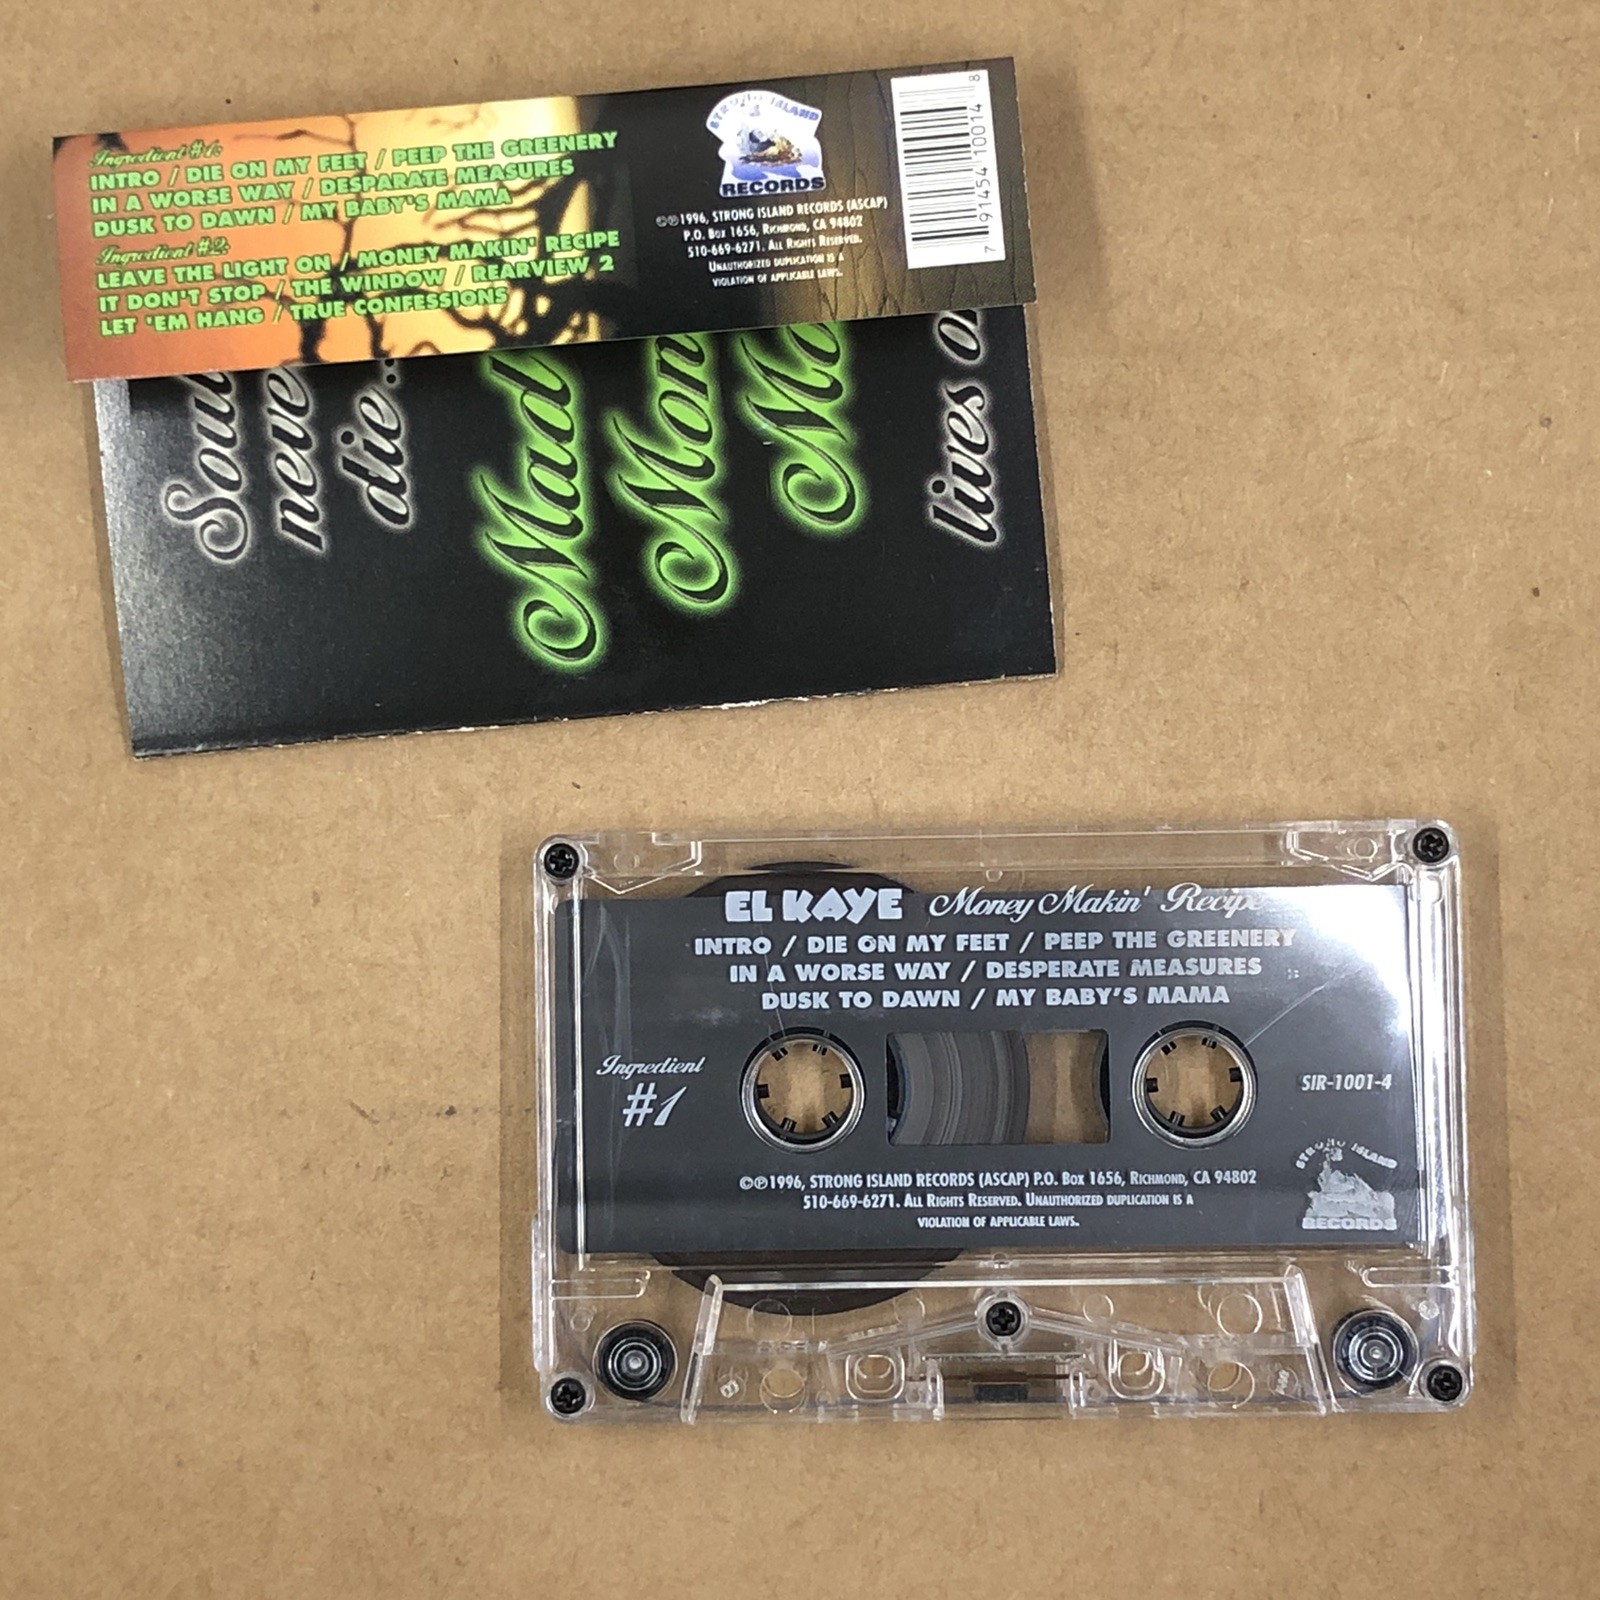 Ingredient #1:
INTRO / DIE ON MY FEET / PEEP THE GREENERY
IN A WORSE WAY / DESPARATE MEASURES
DUSK TO DAWN / MY BABY'S MAMA
Ingredient #2:
LEAVE THE LIGHT ON / MONEY MAKIN' RECIPE
IT DON'T STOP / THE WINDOW / REARVIEW 2
LET 'EM HANG / TRUE CONFESSIONS
STRONG ISLAND
RECORDS
©℗1996, STRONG ISLAND RECORDS (ASCAP)
P.O. BOX 1656, RICHMOND, CA 94802
510-669-6271. ALL RIGHTS RESERVED.
UNAUTHORIZED DUPLICATION IS A
VIOLATION OF APPLICABLE LAWS.
7 91454 10014 8
Soul
neve
die...
Mad
Mon
Ma
lives o
EL KAYE Money Makin' Recipe
INTRO / DIE ON MY FEET / PEEP THE GREENERY
IN A WORSE WAY / DESPERATE MEASURES
DUSK TO DAWN / MY BABY'S MAMA
Ingredient
#1
SIR-1001-4
©℗1996, STRONG ISLAND RECORDS (ASCAP) P.O. BOX 1656, RICHMOND, CA 94802
510-669-6271. ALL RIGHTS RESERVED. UNAUTHORIZED DUPLICATION IS A
VIOLATION OF APPLICABLE LAWS.
STRONG ISLAND
RECORDS